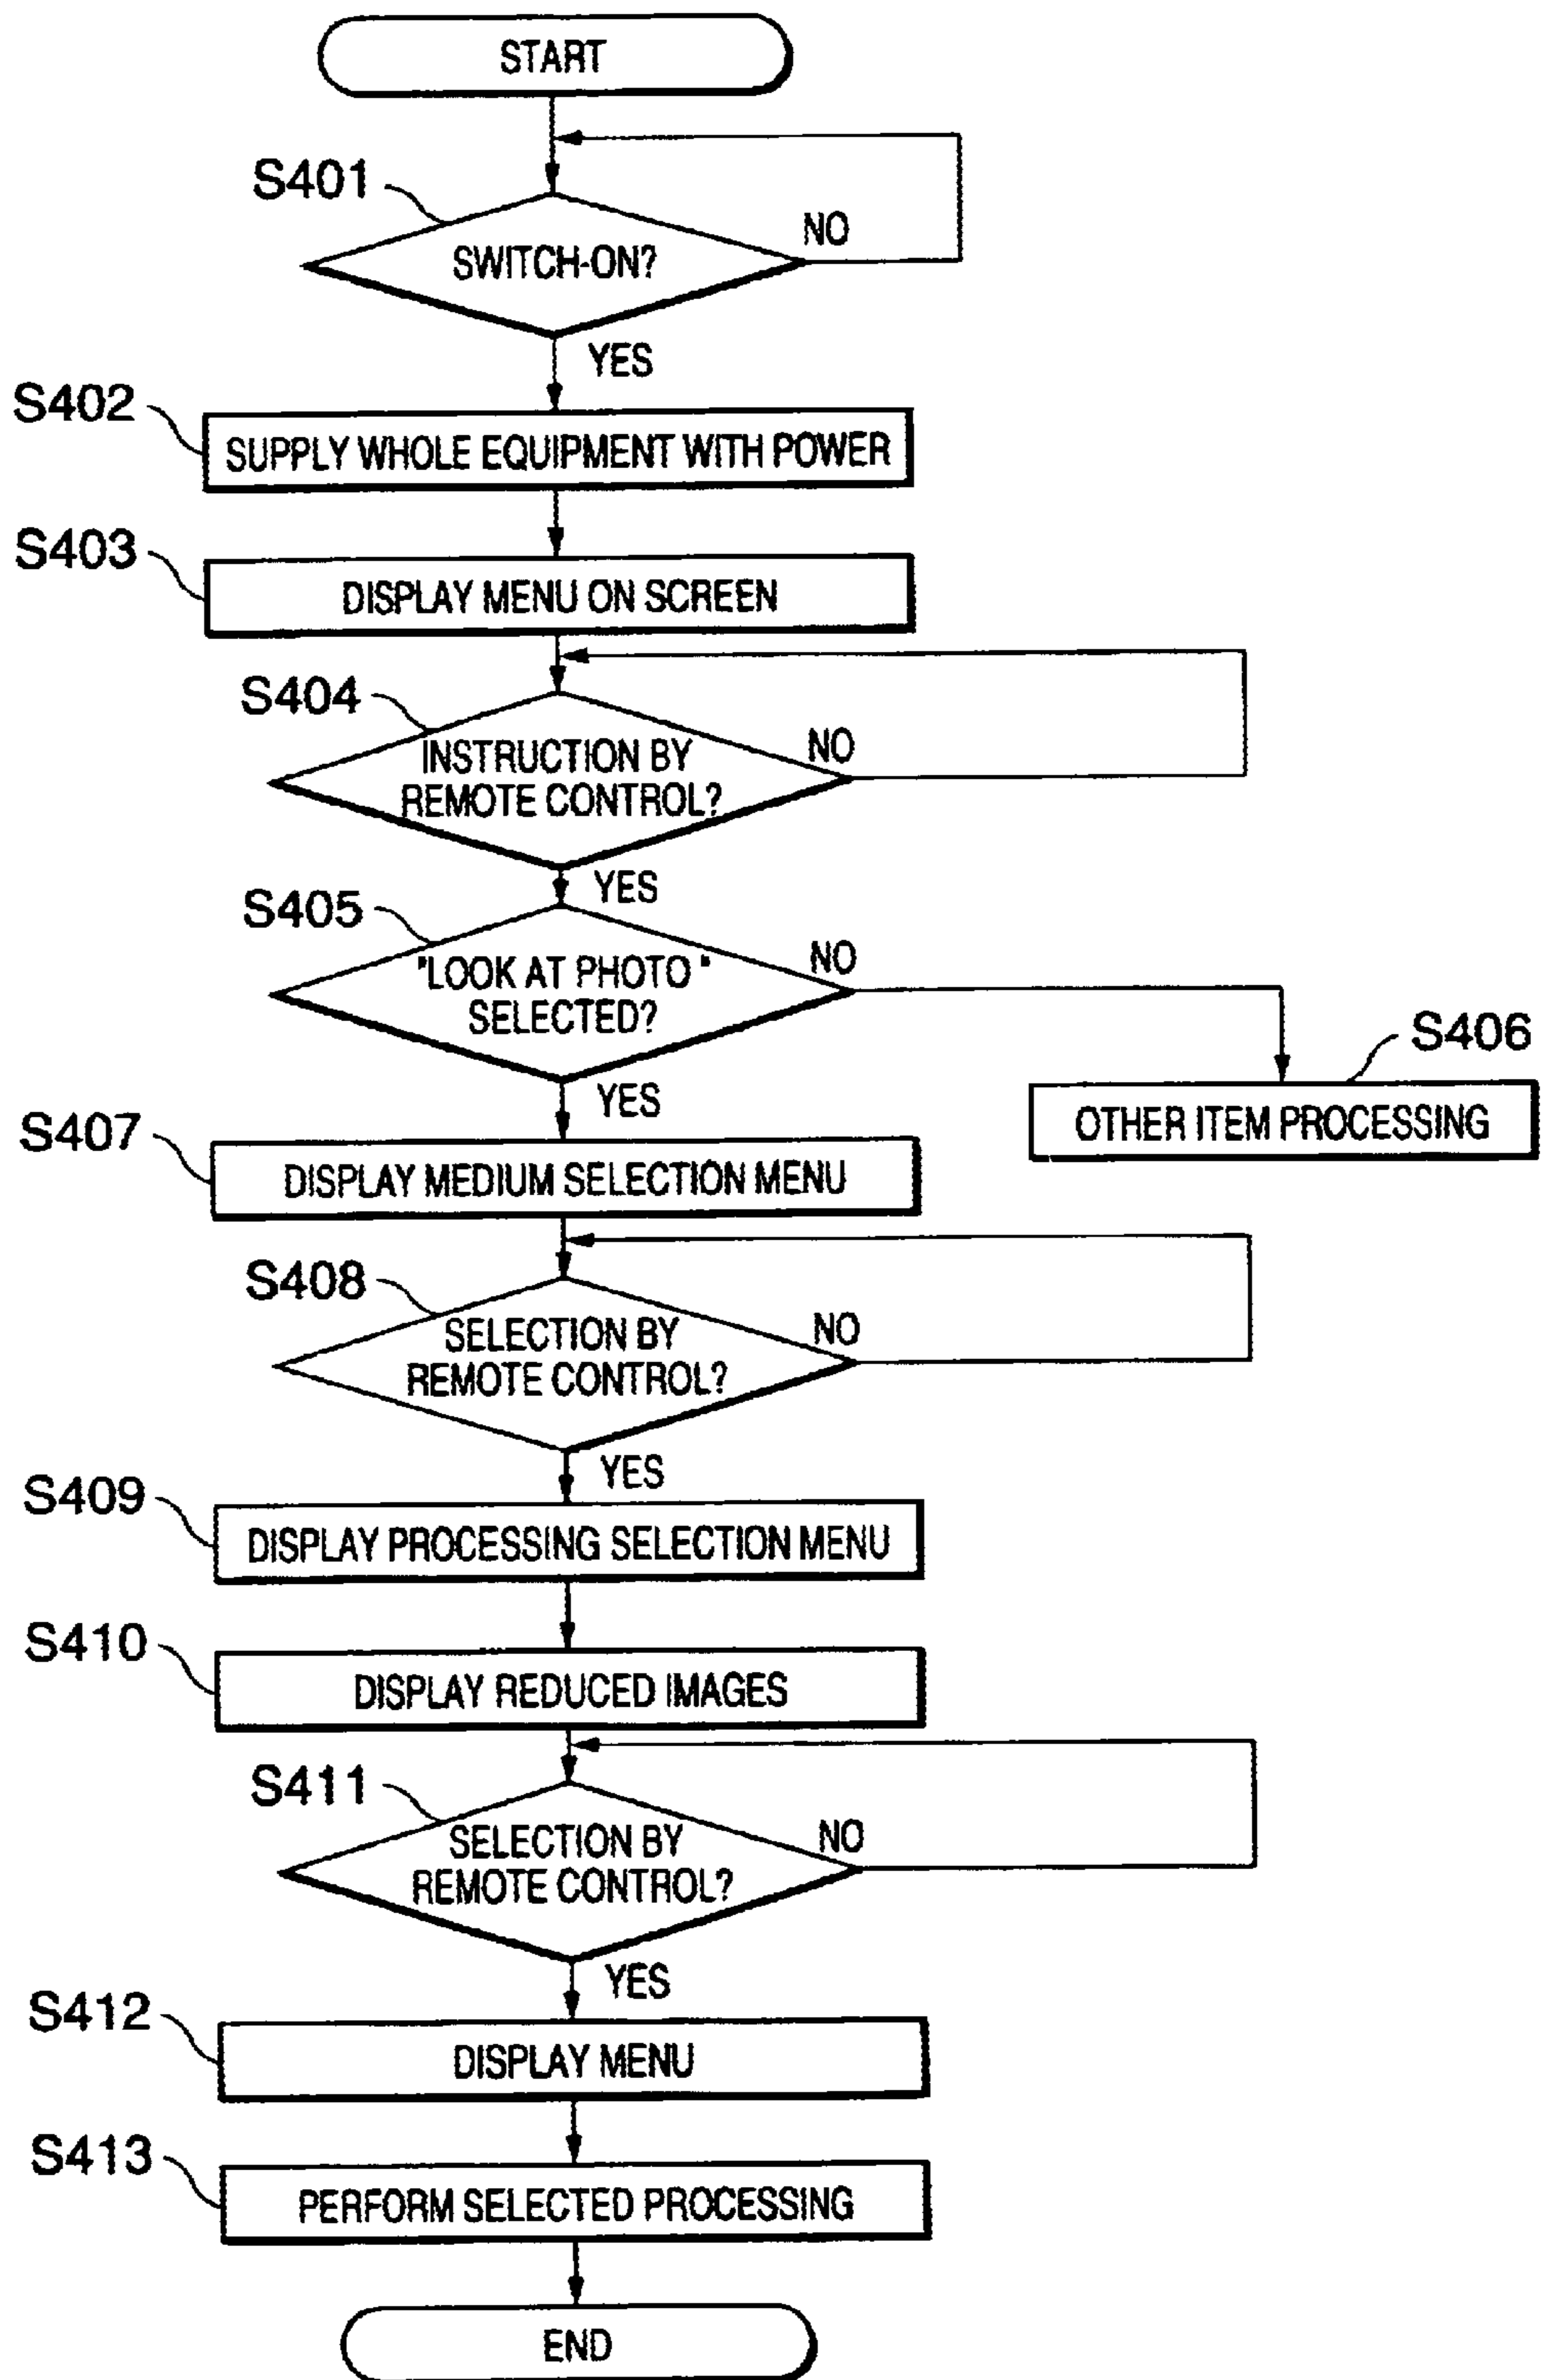 START
S401
SWITCH-ON?
NO
YES
S402
SUPPLY WHOLE EQUIPMENT WITH POWER
S403
DISPLAY MENU ON SCREEN
S404
INSTRUCTION BY
REMOTE CONTROL?
NO
YES
S405
"LOOK AT PHOTO"
SELECTED?
NO
S406
OTHER ITEM PROCESSING
YES
S407
DISPLAY MEDIUM SELECTION MENU
S408
SELECTION BY
REMOTE CONTROL?
NO
YES
S409
DISPLAY PROCESSING SELECTION MENU
S410
DISPLAY REDUCED IMAGES
S411
SELECTION BY
REMOTE CONTROL?
NO
YES
S412
DISPLAY MENU
S413
PERFORM SELECTED PROCESSING
END